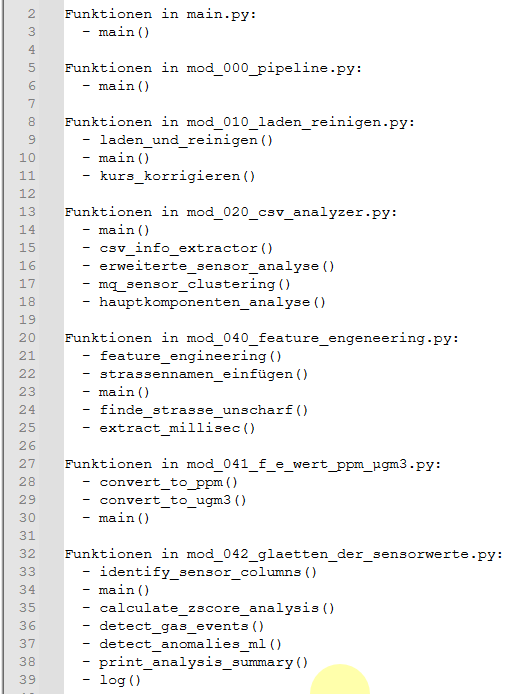 2 Funktionen in main.py:
3 - main()
4
5 Funktionen in mod_000_pipeline.py:
6 - main()
7
8 Funktionen in mod_010_laden_reinigen.py:
9 - laden_und_reinigen()
10 - main()
11 - kurs_korrigieren()
12
13 Funktionen in mod_020_csv_analyzer.py:
14 - main()
15 - csv_info_extractor()
16 - erweiterte_sensor_analyse()
17 - mq_sensor_clustering()
18 - hauptkomponenten_analyse()
19
20 Funktionen in mod_040_feature_engeneering.py:
21 - feature_engineering()
22 - strassennamen_einfügen()
23 - main()
24 - finde_strasse_unscharf()
25 - extract_millisec()
26
27 Funktionen in mod_041_f_e_wert_ppm_µgm3.py:
28 - convert_to_ppm()
29 - convert_to_ugm3()
30 - main()
31
32 Funktionen in mod_042_glaetten_der_sensorwerte.py:
33 - identify_sensor_columns()
34 - main()
35 - calculate_zscore_analysis()
36 - detect_gas_events()
37 - detect_anomalies_ml()
38 - print_analysis_summary()
39 - log()